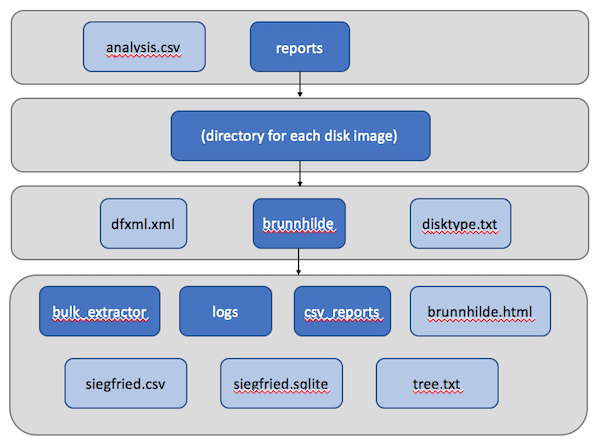 analysis.csv reports
(directory for each disk image)
dfxml.xml brunnhilde disktype.txt
bulk_extractor logs csv_reports brunnhilde.html
siegfried.csv siegfried.sqlite tree.txt